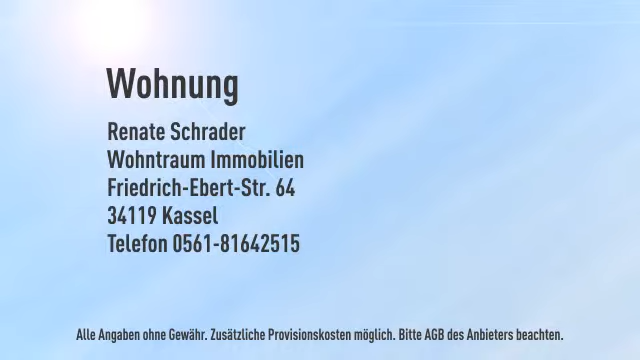 Wohnung
Renate Schrader
Wohntraum Immobilien
Friedrich-Ebert-Str. 64
34119 Kassel
Telefon 0561-81642515
Alle Angaben ohne Gewähr. Zusätzliche Provisionskosten möglich. Bitte AGB des Anbieters beachten.